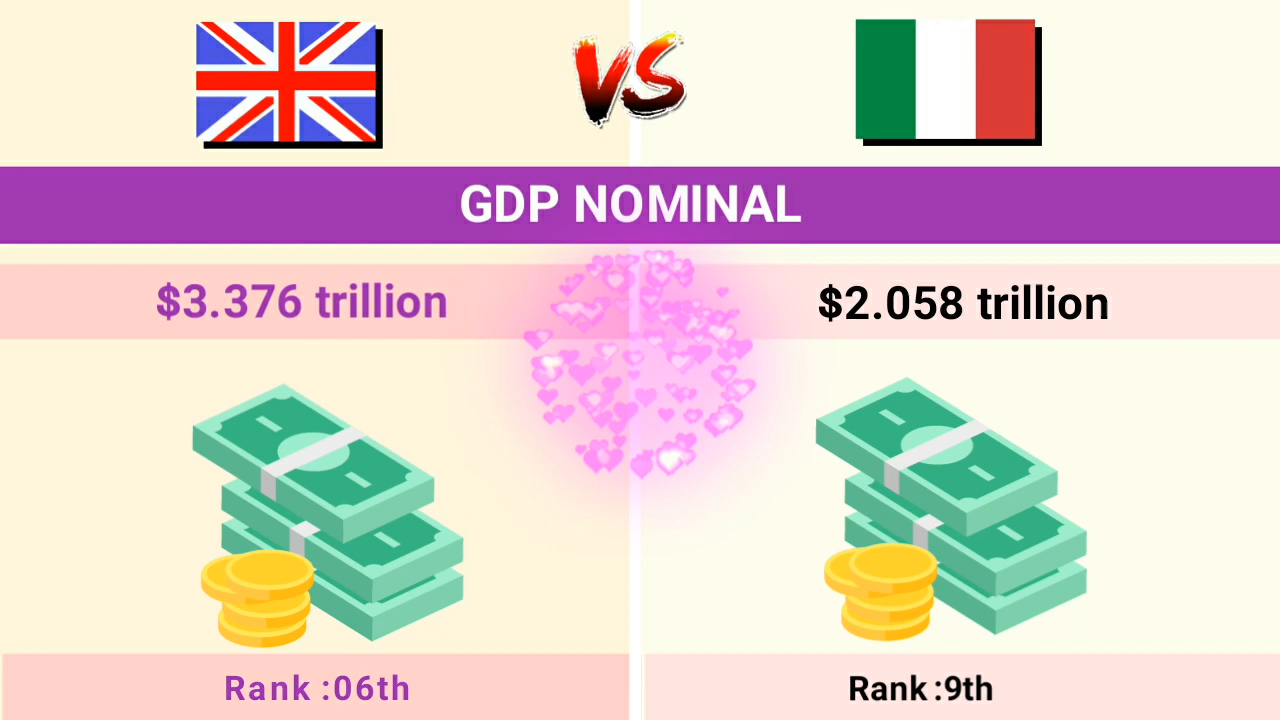 VS
GDP NOMINAL
$3.376 trillion
$2.058 trillion
Rank :06th
Rank :9th